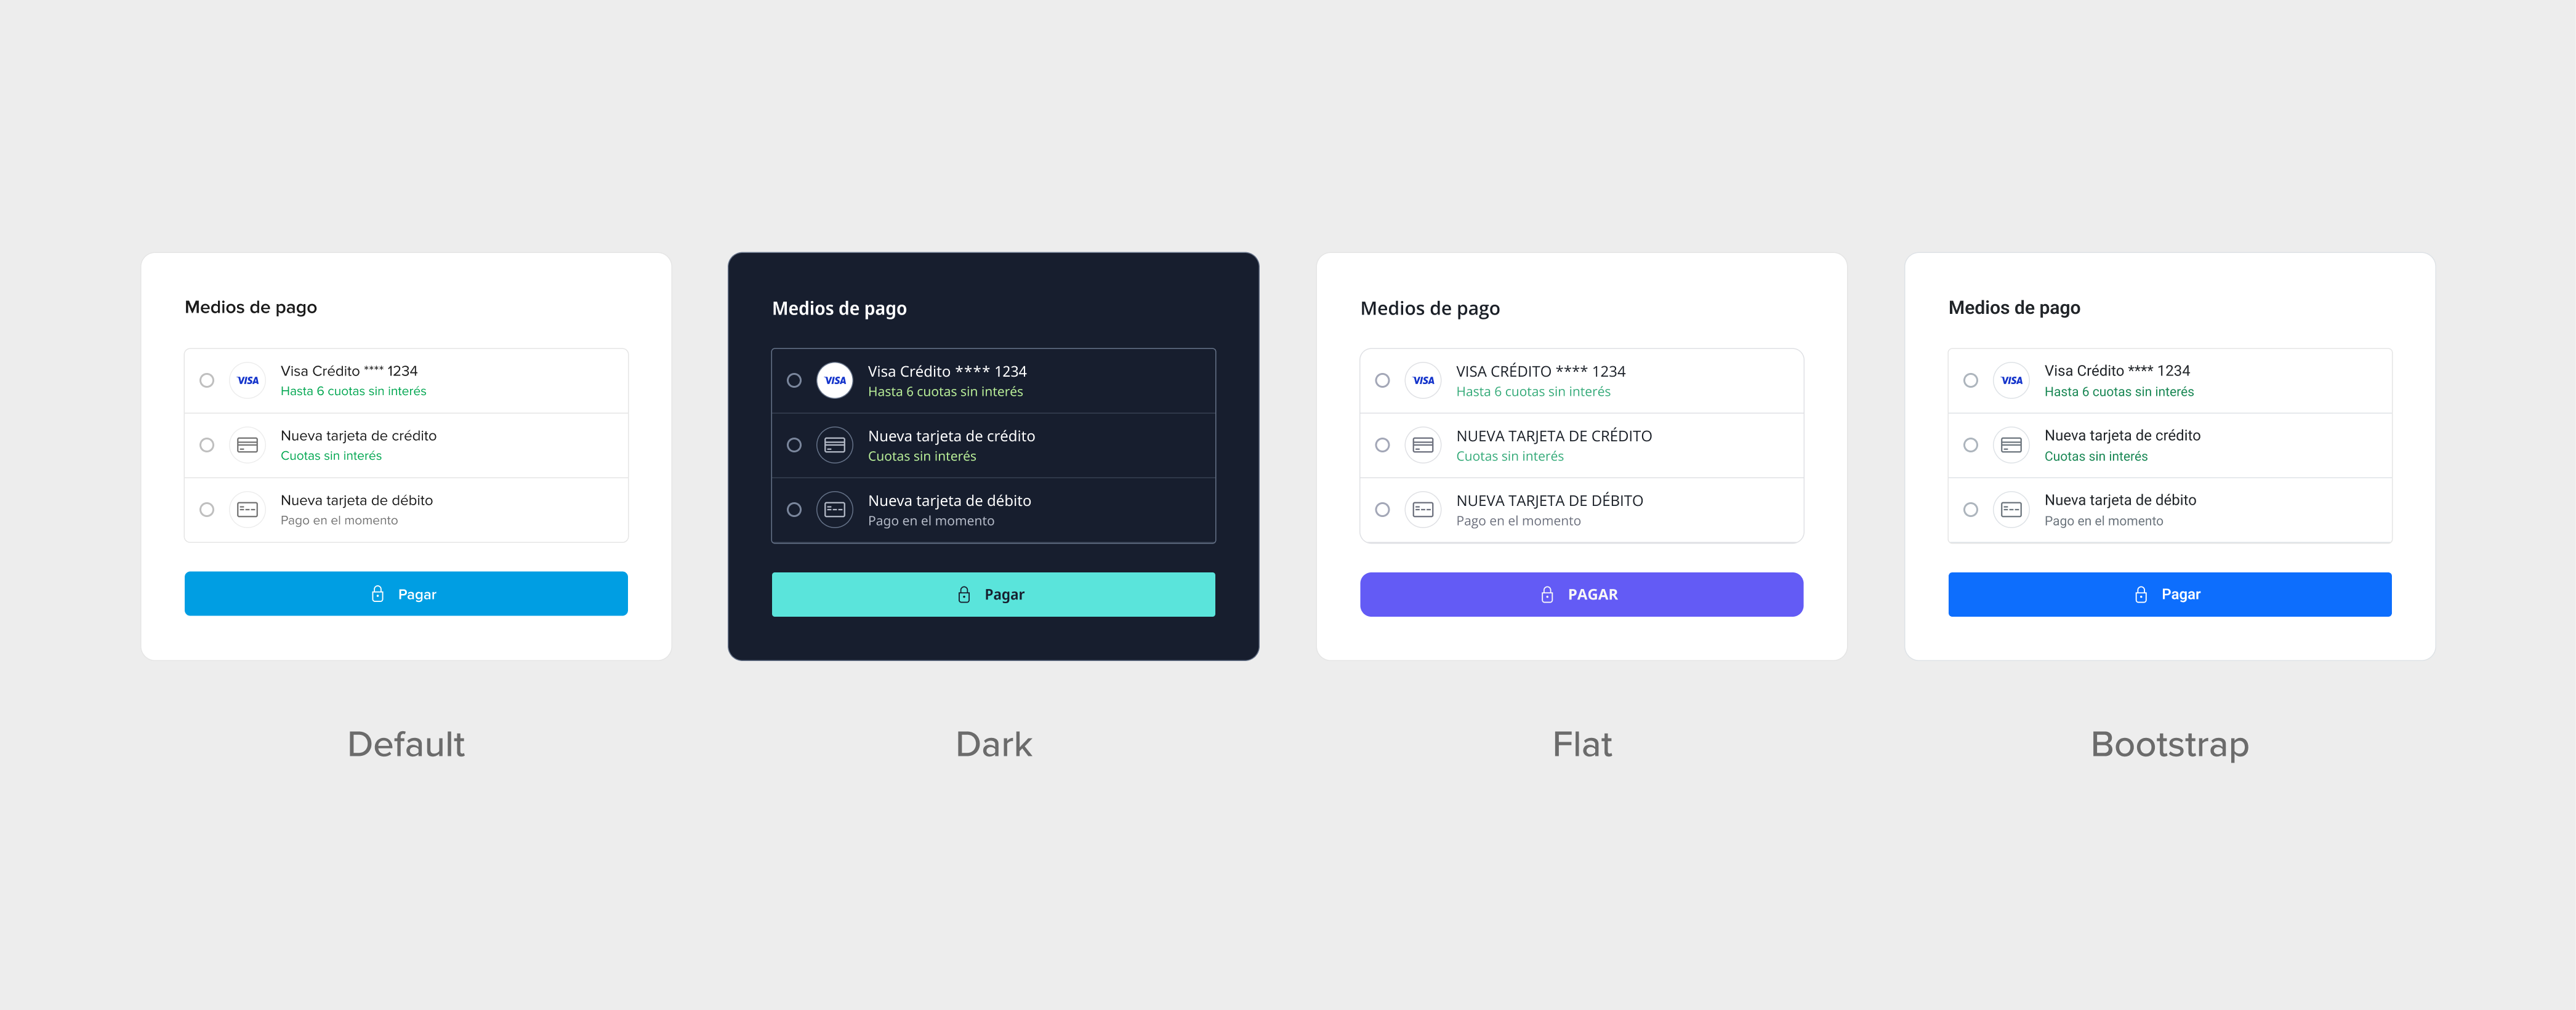 Medios de pago
VISA
Visa Crédito **** 1234
Hasta 6 cuotas sin interés
Nueva tarjeta de crédito
Cuotas sin interés
Nueva tarjeta de débito
Pago en el momento
Pagar
Default
Medios de pago
VISA
Visa Crédito **** 1234
Hasta 6 cuotas sin interés
Nueva tarjeta de crédito
Cuotas sin interés
Nueva tarjeta de débito
Pago en el momento
Pagar
Dark
Medios de pago
VISA
VISA CRÉDITO **** 1234
Hasta 6 cuotas sin interés
NUEVA TARJETA DE CRÉDITO
Cuotas sin interés
NUEVA TARJETA DE DÉBITO
Pago en el momento
PAGAR
Flat
Medios de pago
VISA
Visa Crédito **** 1234
Hasta 6 cuotas sin interés
Nueva tarjeta de crédito
Cuotas sin interés
Nueva tarjeta de débito
Pago en el momento
Pagar
Bootstrap